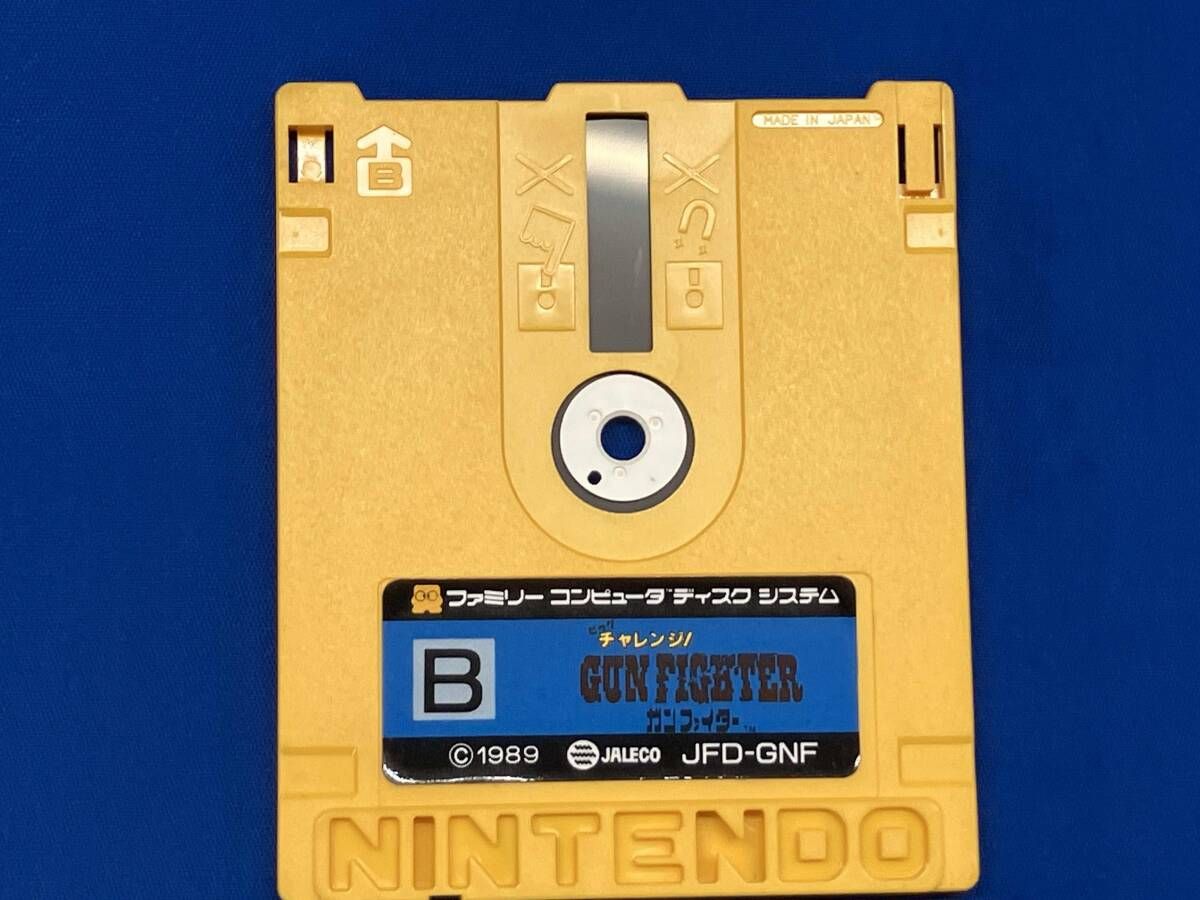 B
MADE IN JAPAN
ファミリー コンピュータ ディスク システム
ビッグ
チャレンジ!
B
GUN FIGHTER
ガンファイター™
©1989 JALECO JFD-GNF
NINTENDO